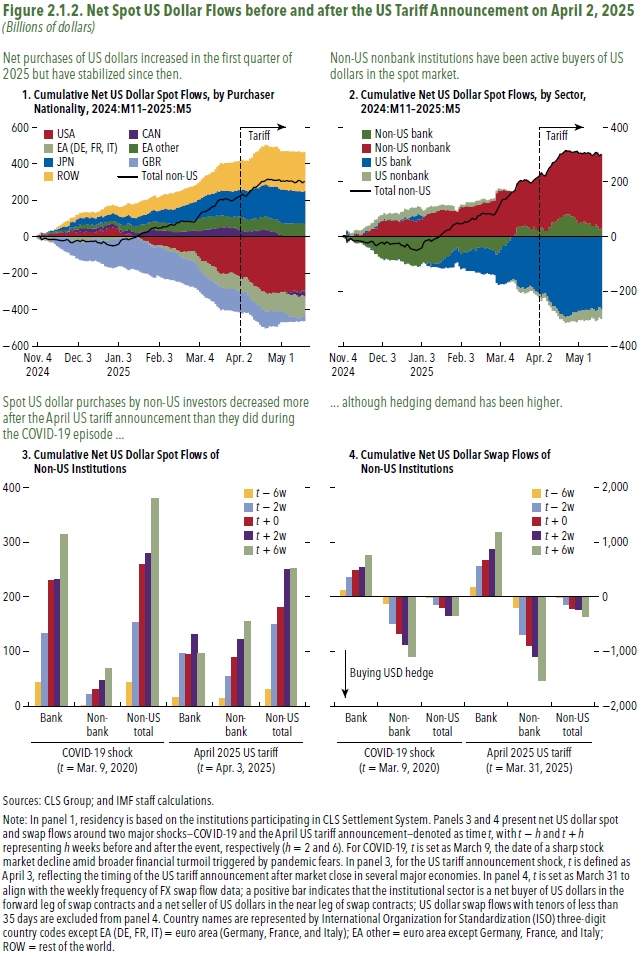 Figure 2.1.2. Net Spot US Dollar Flows before and after the US Tariff Announcement on April 2, 2025
(Billions of dollars)
Net purchases of US dollars increased in the first quarter of
2025 but have stabilized since then.
1. Cumulative Net US Dollar Spot Flows, by Purchaser
Nationality, 2024:M11–2025:M5
600
400
200
0
−200
−400
−600
USA
EA (DE, FR, IT)
JPN
ROW
CAN
EA other
GBR
Total non-US
Tariff
Nov. 4
2024
Dec. 3
Jan. 3
2025
Feb. 3
Mar. 4
Apr. 2
May 1
Non-US nonbank institutions have been active buyers of US
dollars in the spot market.
2. Cumulative Net US Dollar Spot Flows, by Sector,
2024:M11–2025:M5
Non-US bank
Non-US nonbank
US bank
US nonbank
Total non-US
Tariff
400
200
0
−200
−400
Nov. 4
2024
Dec. 3
Jan. 3
2025
Feb. 3
Mar. 4
Apr. 2
May 1
Spot US dollar purchases by non-US investors decreased more
after the April US tariff announcement than they did during
the COVID-19 episode ...
3. Cumulative Net US Dollar Spot Flows of
Non-US Institutions
400
300
200
100
0
t − 6w
t − 2w
t + 0
t + 2w
t + 6w
Bank
Non-
bank
Non-US
total
Bank
Non-
bank
Non-US
total
COVID-19 shock
(t = Mar. 9, 2020)
April 2025 US tariff
(t = Apr. 3, 2025)
... although hedging demand has been higher.
4. Cumulative Net US Dollar Swap Flows of
Non-US Institutions
t − 6w
t − 2w
t + 0
t + 2w
t + 6w
2,000
1,000
0
−1,000
−2,000
Buying USD hedge
Bank
Non-
bank
Non-US
total
Bank
Non-
bank
Non-US
total
COVID-19 shock
(t = Mar. 9, 2020)
April 2025 US tariff
(t = Mar. 31, 2025)
Sources: CLS Group; and IMF staff calculations.
Note: In panel 1, residency is based on the institutions participating in CLS Settlement System. Panels 3 and 4 present net US dollar spot
and swap flows around two major shocks—COVID-19 and the April US tariff announcement—denoted as time t, with t − h and t + h
representing h weeks before and after the event, respectively (h = 2 and 6). For COVID-19, t is set as March 9, the date of a sharp stock
market decline amid broader financial turmoil triggered by pandemic fears. In panel 3, for the US tariff announcement shock, t is defined as
April 3, reflecting the timing of the US tariff announcement after market close in several major economies. In panel 4, t is set as March 31 to
align with the weekly frequency of FX swap flow data; a positive bar indicates that the institutional sector is a net buyer of US dollars in the
forward leg of swap contracts and a net seller of US dollars in the near leg of swap contracts; US dollar swap flows with tenors of less than
35 days are excluded from panel 4. Country names are represented by International Organization for Standardization (ISO) three-digit
country codes except EA (DE, FR, IT) = euro area (Germany, France, and Italy); EA other = euro area except Germany, France, and Italy;
ROW = rest of the world.